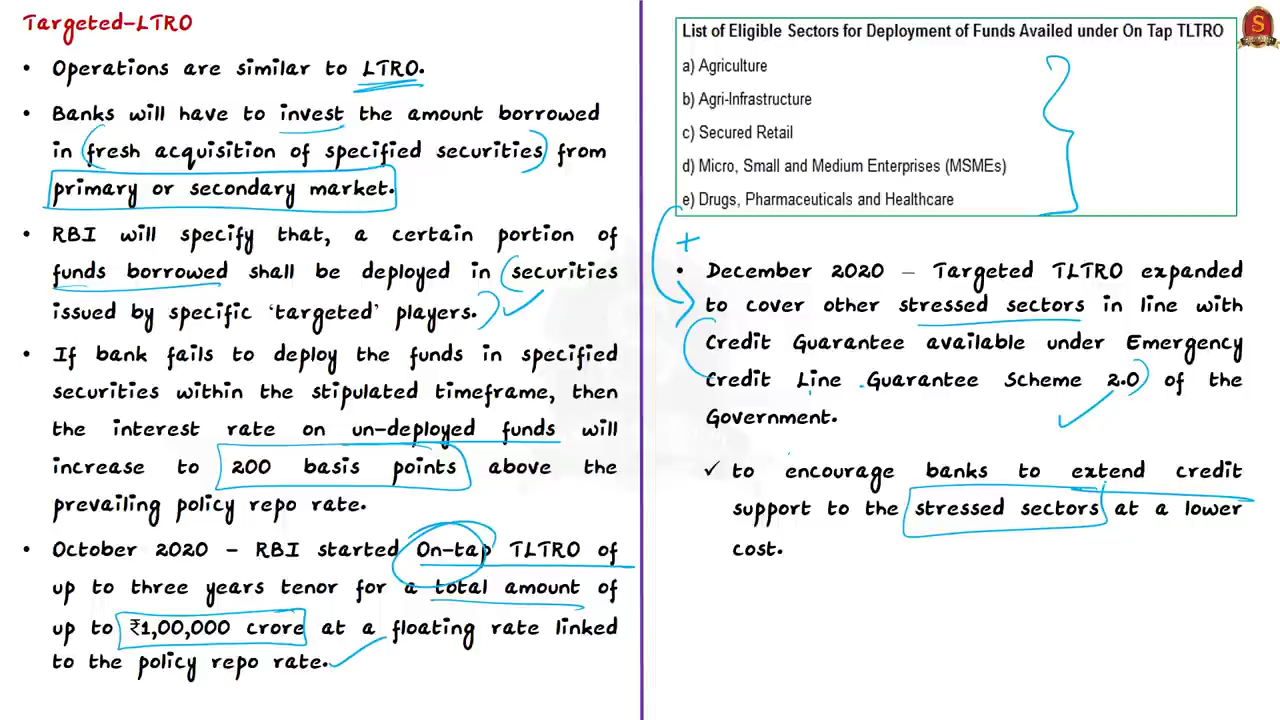 Targeted-LTRO
• Operations are similar to LTRO.
• Banks will have to invest the amount borrowed
in fresh acquisition of specified securities from
primary or secondary market.
• RBI will specify that, a certain portion of
funds borrowed shall be deployed in securities
issued by specific ‘targeted’ players.
• If bank fails to deploy the funds in specified
securities within the stipulated timeframe, then
the interest rate on un-deployed funds will
increase to 200 basis points above the
prevailing policy repo rate.
• October 2020 – RBI started On-tap TLTRO of
up to three years tenor for a total amount of
up to ₹1,00,000 crore at a floating rate linked
to the policy repo rate.
List of Eligible Sectors for Deployment of Funds Availed under On Tap TLTRO
a) Agriculture
b) Agri-Infrastructure
c) Secured Retail
d) Micro, Small and Medium Enterprises (MSMEs)
e) Drugs, Pharmaceuticals and Healthcare
+
• December 2020 – Targeted TLTRO expanded
to cover other stressed sectors in line with
Credit Guarantee available under Emergency
Credit Line Guarantee Scheme 2.0 of the
Government.
✓ to encourage banks to extend credit
support to the stressed sectors at a lower
cost.